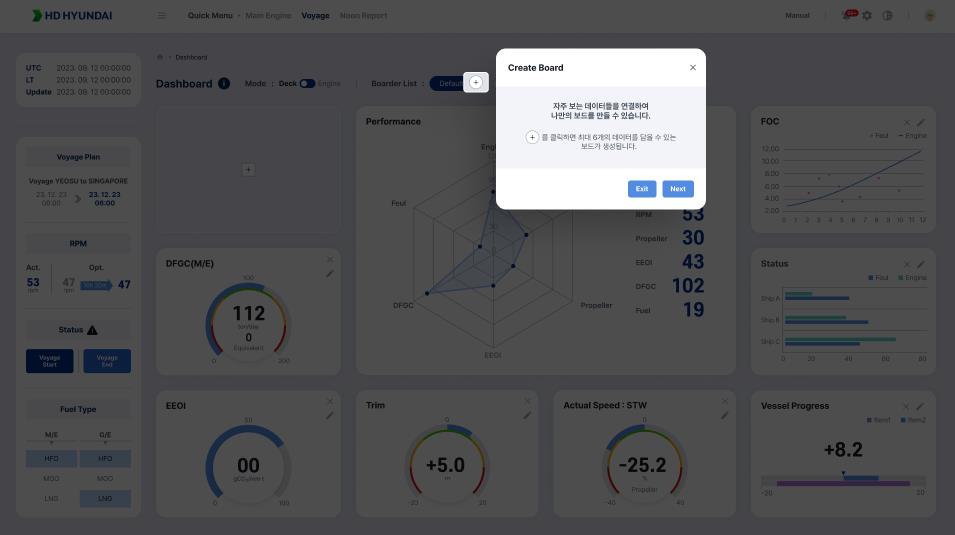 HD HYUNDAI
Quick Menu • Main Engine Voyage Noon Report
Manual
99+
UTC 2023. 09. 12 00:00:00
LT 2023. 09. 12 00:00:00
Update 2023. 09. 12 00:00:00
Dashboard
Dashboard
Mode : Deck Engine
Boarder List :
Create Board
자주 보는 데이터들을 연결하여
나만의 보드를 만들 수 있습니다.
+ 를 클릭하면 최대 6개의 데이터를 담을 수 있는
보드가 생성됩니다.
Exit
Next
Voyage Plan
Voyage YEOSU to SINGAPORE
23. 12. 23
06:00
23. 12. 23
06:00
RPM
Act.
Opt.
53
rpm
47
rpm
10h 30m
47
Status
Voyage
Start
Voyage
End
Fuel Type
M/E
G/E
HFO
HFO
MGO
MGO
LNG
LNG
Performance
Feul
DFGC
EEOI
Propeller
RPM 53
Propeller 30
EEOI 43
DFGC 102
Fuel 19
FOC
Feul Engine
12.00
10.00
8.00
6.00
4.00
2.00
0 1 2 3 4 5 6 7 8 9 10 11 12
DFGC(M/E)
100
112
ton/day
0
Equivalent
0
200
Status
Foul Engine
Ship A
Ship B
Ship C
0 20 40 60 80
EEOI
50
00
0
100
Trim
0
+5.0
m
-20
20
Actual Speed : STW
0
-25.2
%
Propeller
-40
40
Vessel Progress
Item1 Item2
+8.2
-20
20